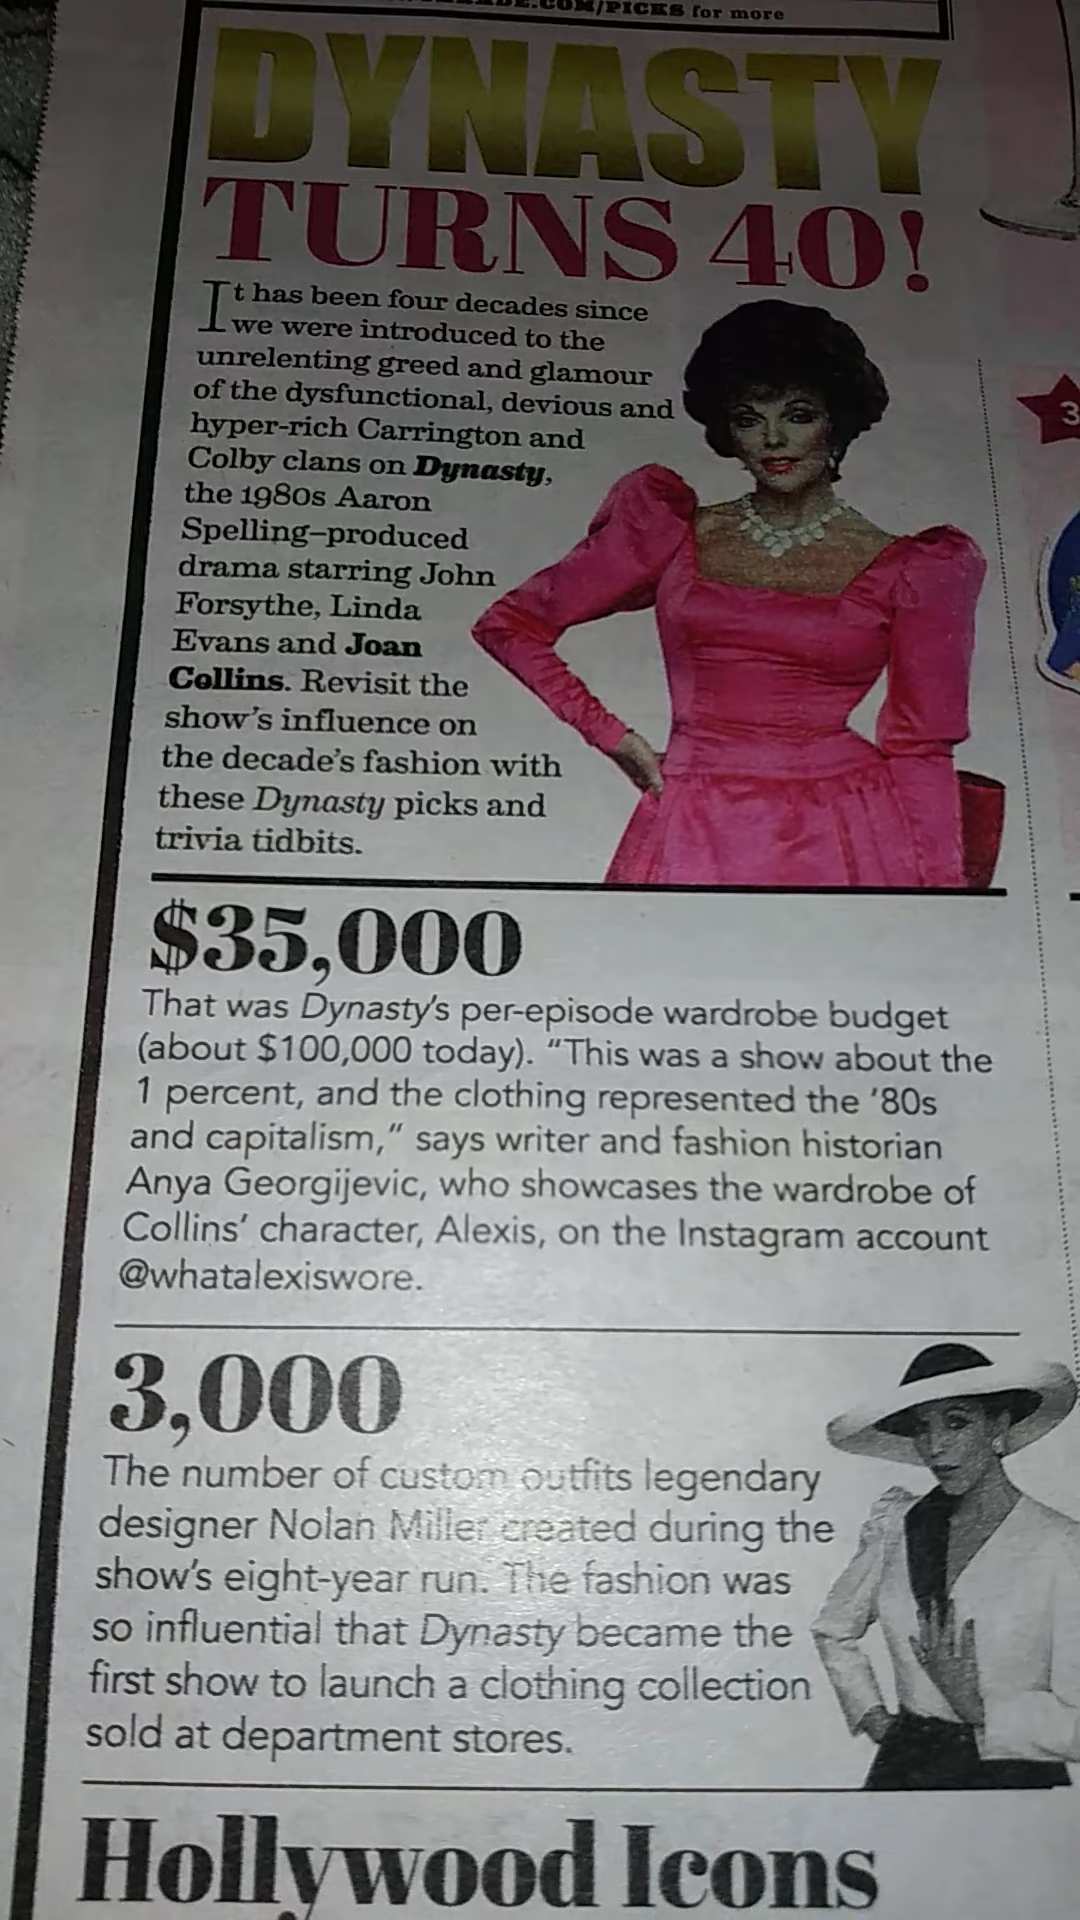 .COM/PICKS for more
DYNASTY
TURNS 40!
It has been four decades since
we were introduced to the
unrelenting greed and glamour
of the dysfunctional, devious and
hyper-rich Carrington and
Colby clans on Dynasty,
the 1980s Aaron
Spelling–produced
drama starring John
Forsythe, Linda
Evans and Joan
Collins. Revisit the
show's influence on
the decade's fashion with
these Dynasty picks and
trivia tidbits.
3
$35,000
That was Dynasty's per-episode wardrobe budget
(about $100,000 today). “This was a show about the
1 percent, and the clothing represented the ’80s
and capitalism,” says writer and fashion historian
Anya Georgijevic, who showcases the wardrobe of
Collins’ character, Alexis, on the Instagram account
@whatalexiswore.
3,000
The number of custom outfits legendary
designer Nolan Miller created during the
show's eight-year run. The fashion was
so influential that Dynasty became the
first show to launch a clothing collection
sold at department stores.
Hollywood Icons